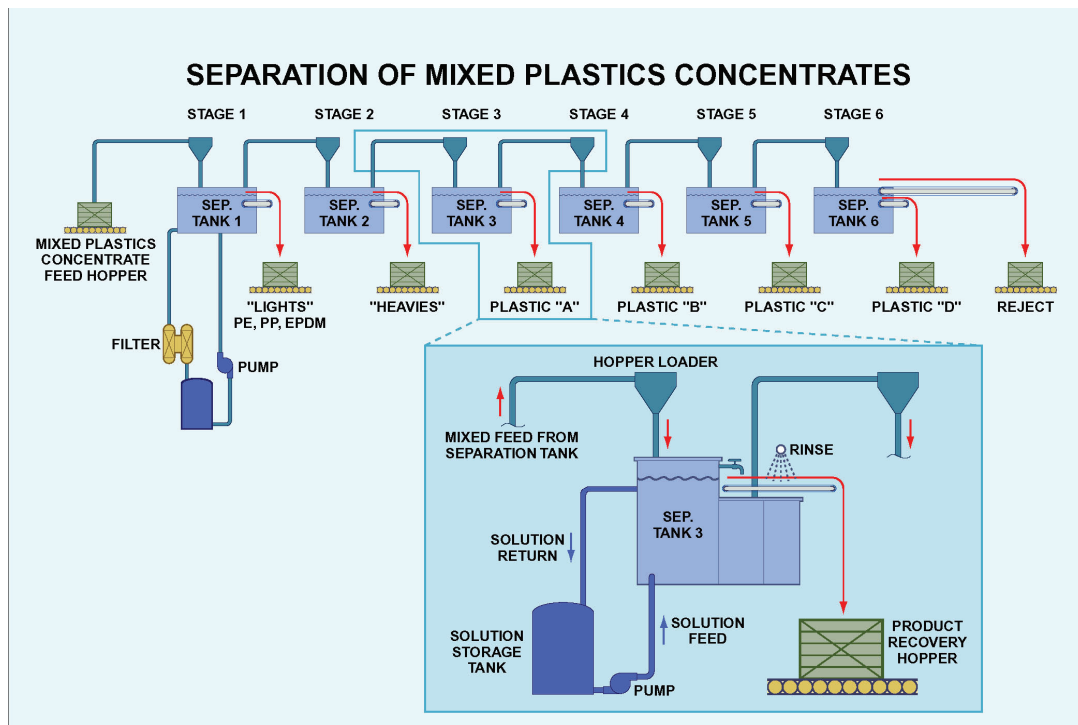 SEPARATION OF MIXED PLASTICS CONCENTRATES
STAGE 1
STAGE 2
STAGE 3
STAGE 4
STAGE 5
STAGE 6
SEP.
TANK 1
SEP.
TANK 2
SEP.
TANK 3
SEP.
TANK 4
SEP.
TANK 5
SEP.
TANK 6
MIXED PLASTICS
CONCENTRATE
FEED HOPPER
"LIGHTS"
PE, PP, EPDM
"HEAVIES"
PLASTIC "A"
PLASTIC "B"
PLASTIC "C"
PLASTIC "D"
REJECT
FILTER
PUMP
HOPPER LOADER
MIXED FEED FROM
SEPARATION TANK
RINSE
SEP.
TANK 3
SOLUTION
RETURN
SOLUTION
STORAGE
TANK
SOLUTION
FEED
PUMP
PRODUCT
RECOVERY
HOPPER